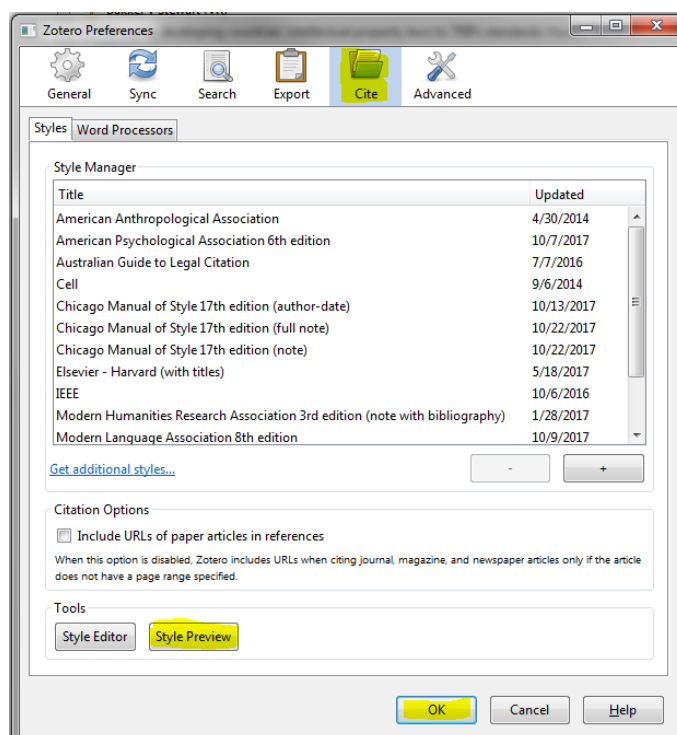 Zotero Preferences
General Sync Search Export Cite Advanced
Styles Word Processors
Style Manager
Title Updated
American Anthropological Association 4/30/2014
American Psychological Association 6th edition 10/7/2017
Australian Guide to Legal Citation 7/7/2016
Cell 9/6/2014
Chicago Manual of Style 17th edition (author-date) 10/13/2017
Chicago Manual of Style 17th edition (full note) 10/22/2017
Chicago Manual of Style 17th edition (note) 10/22/2017
Elsevier - Harvard (with titles) 5/18/2017
IEEE 10/6/2016
Modern Humanities Research Association 3rd edition (note with bibliography) 1/28/2017
Modern Language Association 8th edition 10/9/2017
Get additional styles... - +
Citation Options
Include URLs of paper articles in references
When this option is disabled, Zotero includes URLs when citing journal, magazine, and newspaper articles only if the article
does not have a page range specified.
Tools
Style Editor Style Preview
OK Cancel Help